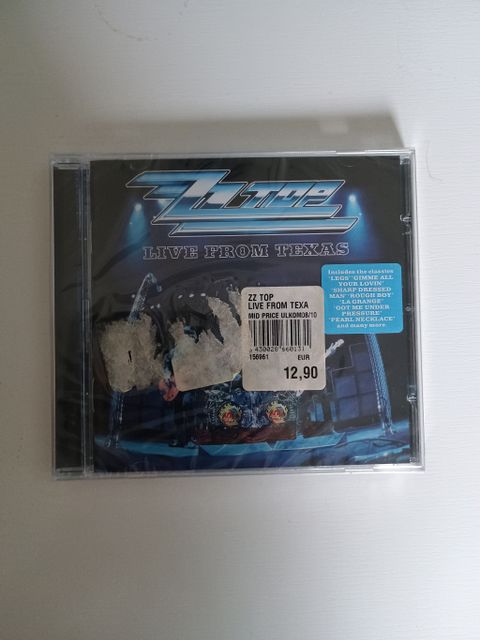 ZZ TOP
LIVE FROM TEXAS
Includes the classics
'LEGS' 'GIMME ALL
YOUR LOVIN'
'SHARP DRESSED
MAN' 'ROUGH BOY'
'LA GRANGE'
'GOT ME UNDER
PRESSURE'
'PEARL NECKLACE'
and many more
ZZ TOP
LIVE FROM TEXA
MID PRICE ULKOMOB/10
156961
EUR
12,90